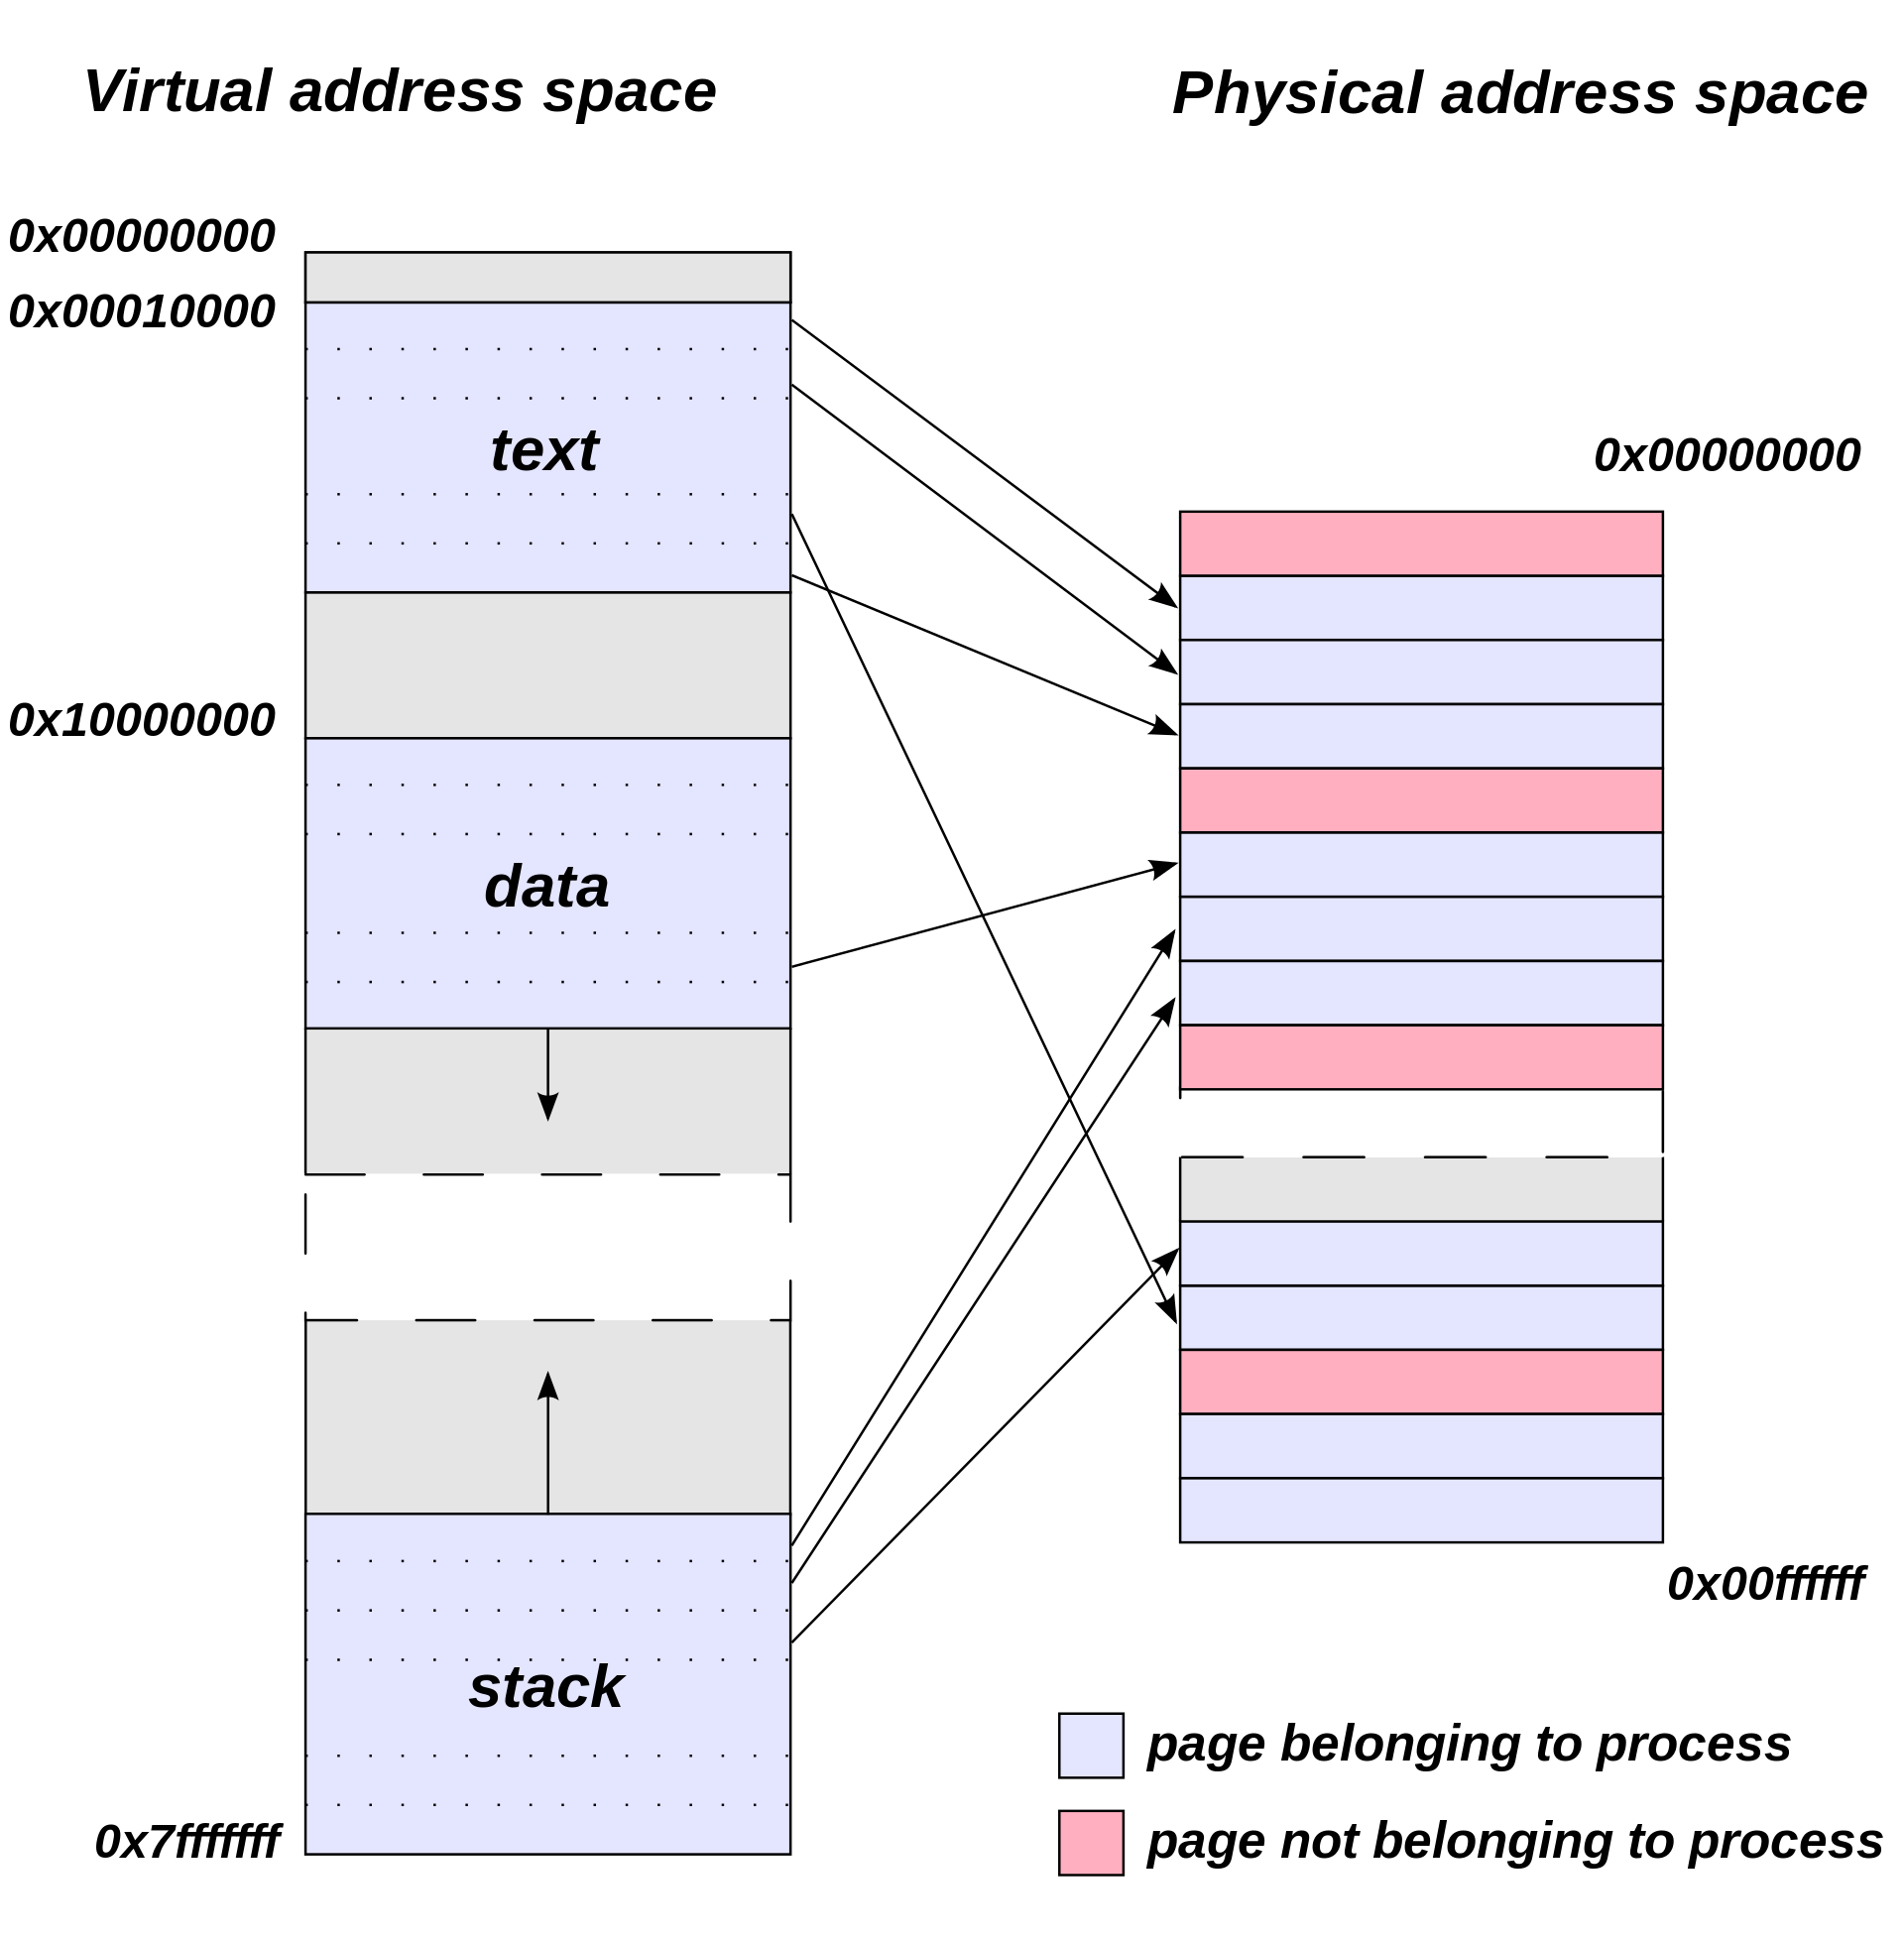 Virtual address space
Physical address space
0x00000000
0x00010000
text
0x00000000
0x10000000
data
0x00ffffff
stack
page belonging to process
0x7fffffff
page not belonging to process